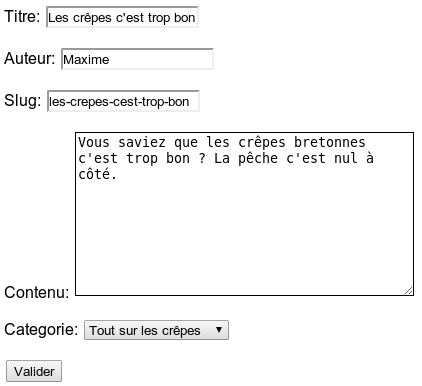 Titre: Les crêpes c'est trop bon
Auteur: Maxime
Slug: les-crepes-cest-trop-bon
Vous saviez que les crêpes bretonnes
c'est trop bon ? La pêche c'est nul à
côté.
Contenu:
Categorie: Tout sur les crêpes
Valider